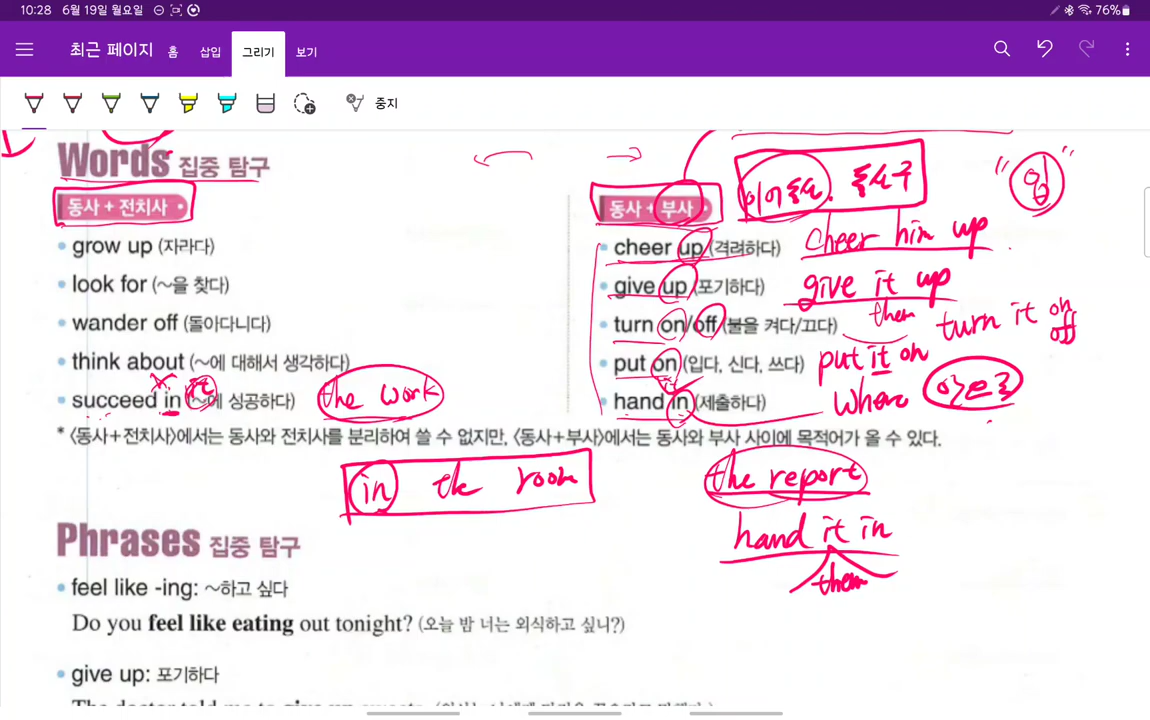 10:28 6월 19일 월요일 76%
최근 페이지 홈 삽입 그리기 보기
중지
Words 집중 탐구
동사 + 전치사
• grow up (자라다)
• look for (~을 찾다)
• wander off (돌아다니다)
• think about (~에 대해서 생각하다)
• succeed in (~에 성공하다)
it
the work
동사 + 부사
이어동사. 동사구
• cheer up (격려하다)
cheer him up
• give up (포기하다)
give it up
them
• turn on/off (불을 켜다/끄다)
turn it on
off
• put on (입다, 신다, 쓰다)
put it on
• hand in (제출하다)
where
* <동사+전치사>에서는 동사와 전치사를 분리하여 쓸 수 없지만, <동사+부사>에서는 동사와 부사 사이에 목적어가 올 수 있다.
in the room
the report
hand it in
them
Phrases 집중 탐구
• feel like -ing: ~하고 싶다
Do you feel like eating out tonight? (오늘 밤 너는 외식하고 싶니?)
• give up: 포기하다